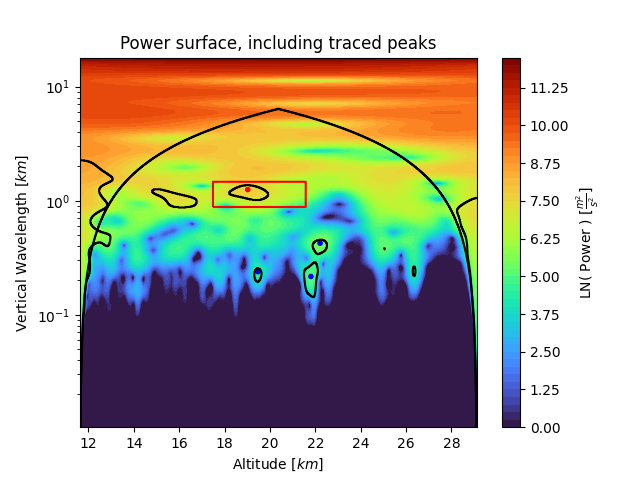 Power surface, including traced peaks
Vertical Wavelength [km]
10¹
10⁰
10⁻¹
12 14 16 18 20 22 24 26 28
Altitude [km]
11.25
10.00
8.75
7.50
6.25
5.00
3.75
2.50
1.25
0.00
LN( Power ) [m²/s²]